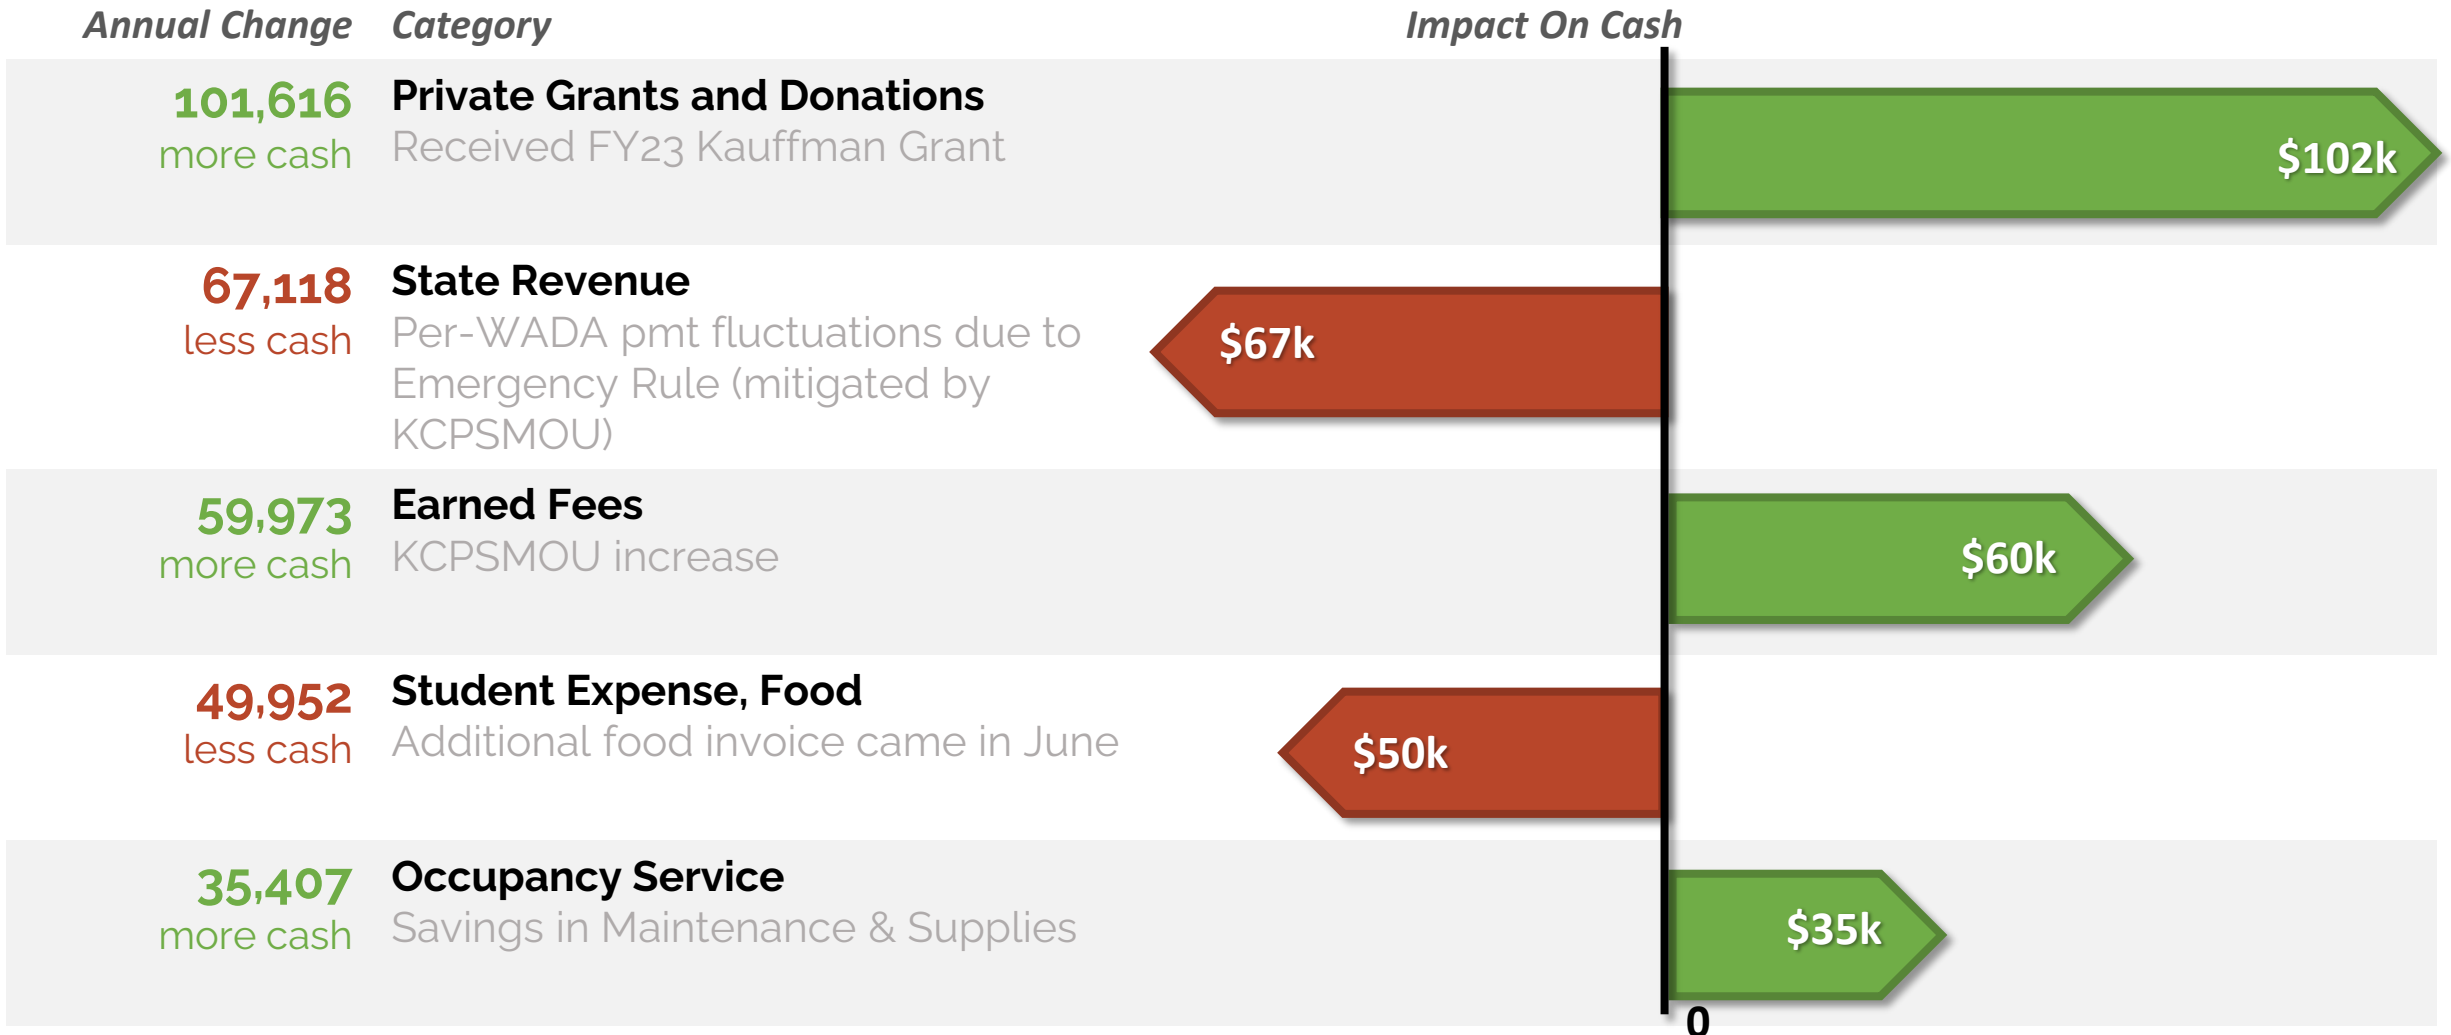 Annual Change Category Impact On Cash
101,616 Private Grants and Donations
more cash Received FY23 Kauffman Grant
$102k
67,118 State Revenue
less cash Per-WADA pmt fluctuations due to
Emergency Rule (mitigated by
KCPSMOU)
$67k
59,973 Earned Fees
more cash KCPSMOU increase
$60k
49,952 Student Expense, Food
less cash Additional food invoice came in June
$50k
35,407 Occupancy Service
more cash Savings in Maintenance & Supplies
$35k
0